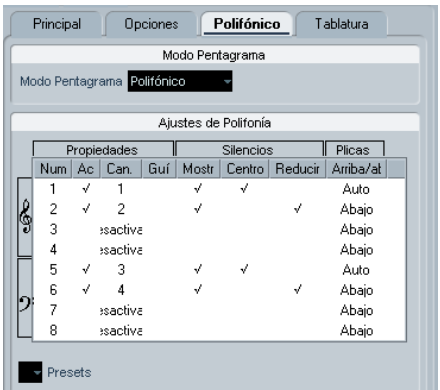 Principal Opciones Polifónico Tablatura
Modo Pentagrama
Modo Pentagrama Polifónico
Ajustes de Polifonía
Propiedades Silencios Plicas
Num Ac Can. Guí Mostr Centro Reducir Arriba/at
1 √ 1 √ √ Auto
2 √ 2 √ √ Abajo
3 esactiva Abajo
4 esactiva Abajo
5 √ 3 √ √ Auto
6 √ 4 √ √ Abajo
7 esactiva Abajo
8 esactiva Abajo
Presets